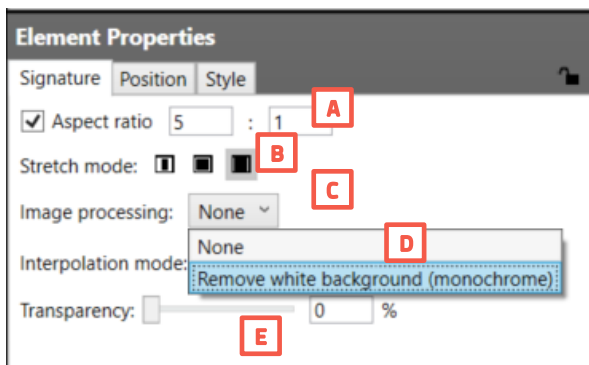 Element Properties
Signature Position Style
Aspect ratio 5 : 1 A
Stretch mode: B
C
Image processing: None
None D
Interpolation mode:
Remove white background (monochrome)
Transparency: 0 %
E